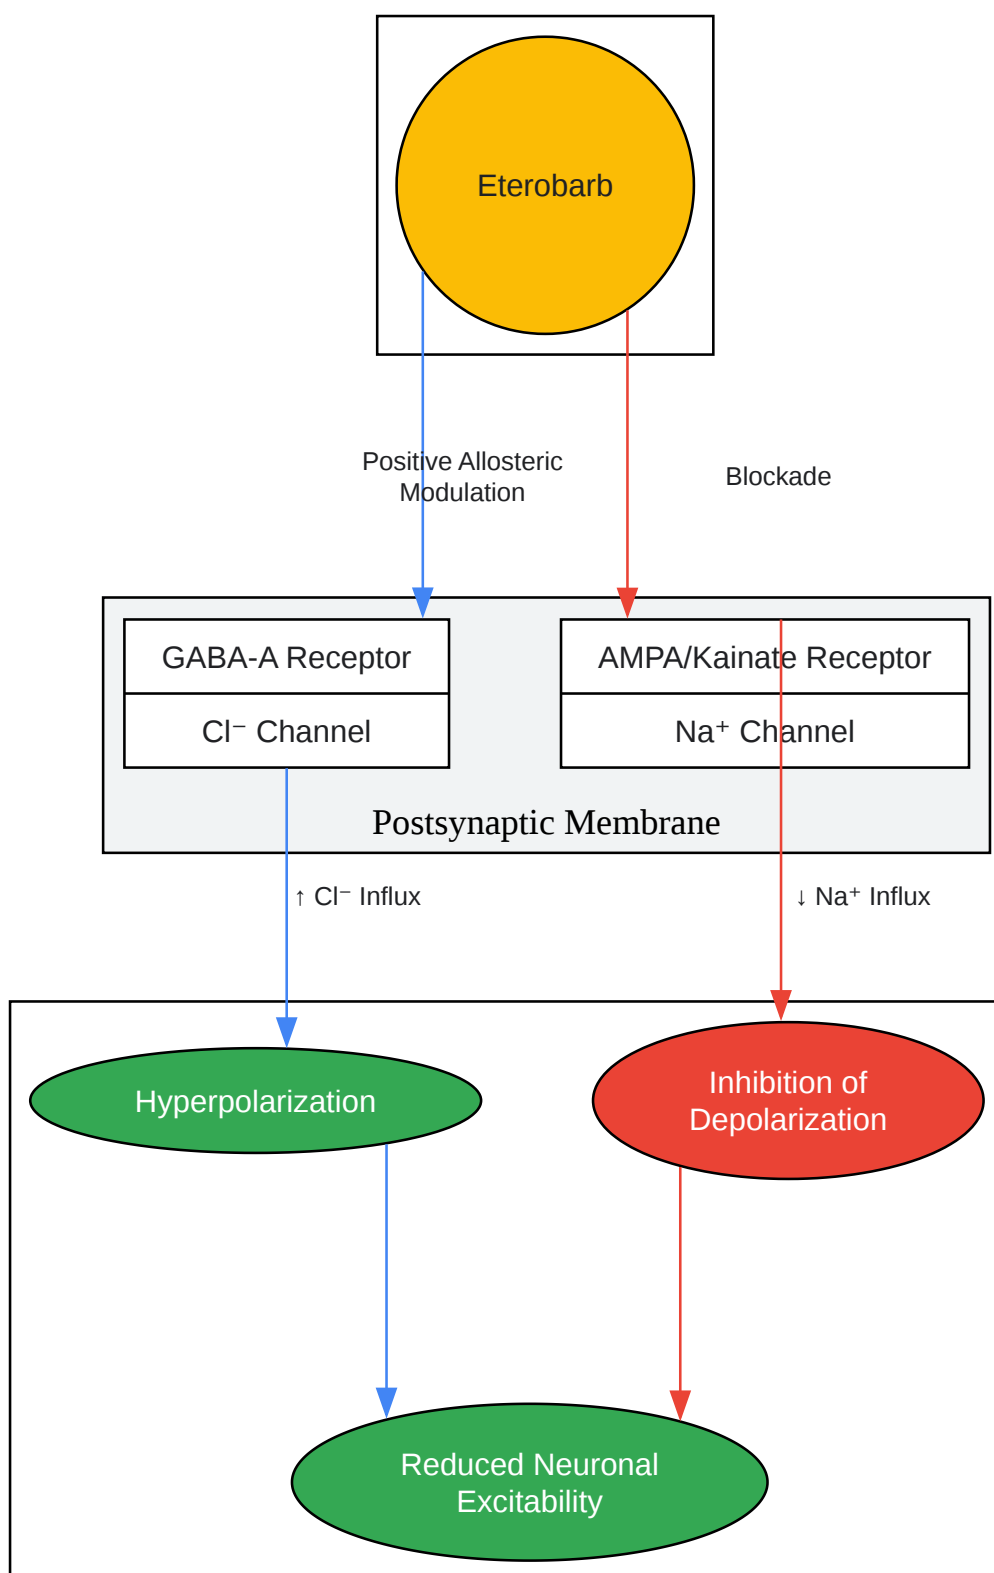 Eterobarb
Positive Allosteric
Modulation
Blockade
GABA-A Receptor
Cl⁻ Channel
AMPA/Kainate Receptor
Na⁺ Channel
Postsynaptic Membrane
↑ Cl⁻ Influx
↓ Na⁺ Influx
Hyperpolarization
Inhibition of
Depolarization
Reduced Neuronal
Excitability